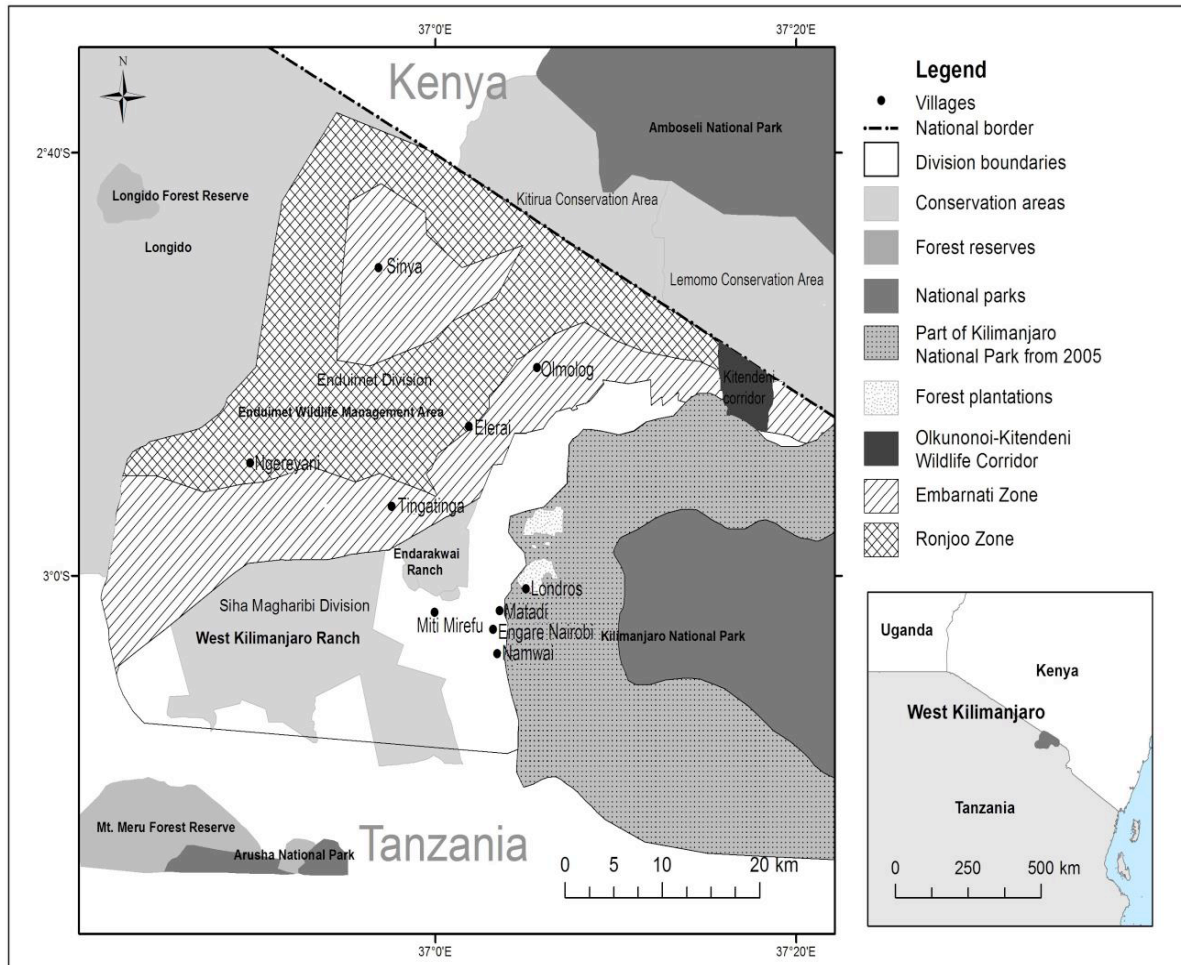 37°0'E
37°20'E
N
Kenya
Amboseli National Park
2°40'S
Longido Forest Reserve
Kitirua Conservation Area
Longido
Sinya
Lemomo Conservation Area
Olmolog
Kitendeni
corridor
Enduimet Division
Enduimet Wildlife Management Area
Elerai
Ngereyani
Tingatinga
Endarakwai
Ranch
3°0'S
Londros
Siha Magharibi Division
Matadi
Miti Mirefu
Engare Nairobi
Kilimanjaro National Park
West Kilimanjaro Ranch
Namwai
Mt. Meru Forest Reserve
Arusha National Park
Tanzania
0 5 10 20 km
37°0'E
37°20'E
Legend
Villages
National border
Division boundaries
Conservation areas
Forest reserves
National parks
Part of Kilimanjaro
National Park from 2005
Forest plantations
Olkunonoi-Kitendeni
Wildlife Corridor
Embarnati Zone
Ronjoo Zone
Uganda
Kenya
West Kilimanjaro
Tanzania
0 250 500 km